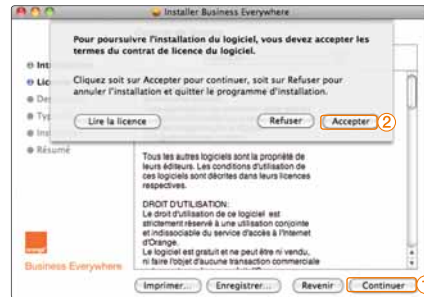 Installer Business Everywhere
Pour poursuivre l'installation du logiciel, vous devez accepter les
termes du contrat de licence du logiciel.
Cliquez soit sur Accepter pour continuer, soit sur Refuser pour
annuler l'installation et quitter le programme d'installation.
Lire la licence
Refuser
Accepter
2
Int
Lic
Des
Typ
Inst
Résumé
Tous les autres logiciels sont la propriété de
leurs éditeurs. Les conditions d'utilisation de
ces logiciels sont décrites dans leurs licences
respectives.
DROIT D'UTILISATION:
Le droit d'utilisation de ce logiciel est
strictement réservé à une utilisation conjointe
et indissociable du service d'accès à l'Internet
d'Orange.
Le logiciel est gratuit et ne peut être ni vendu,
ni faire l'objet d'aucune transaction commerciale
Business Everywhere
Imprimer...
Enregistrer...
Revenir
Continuer
1